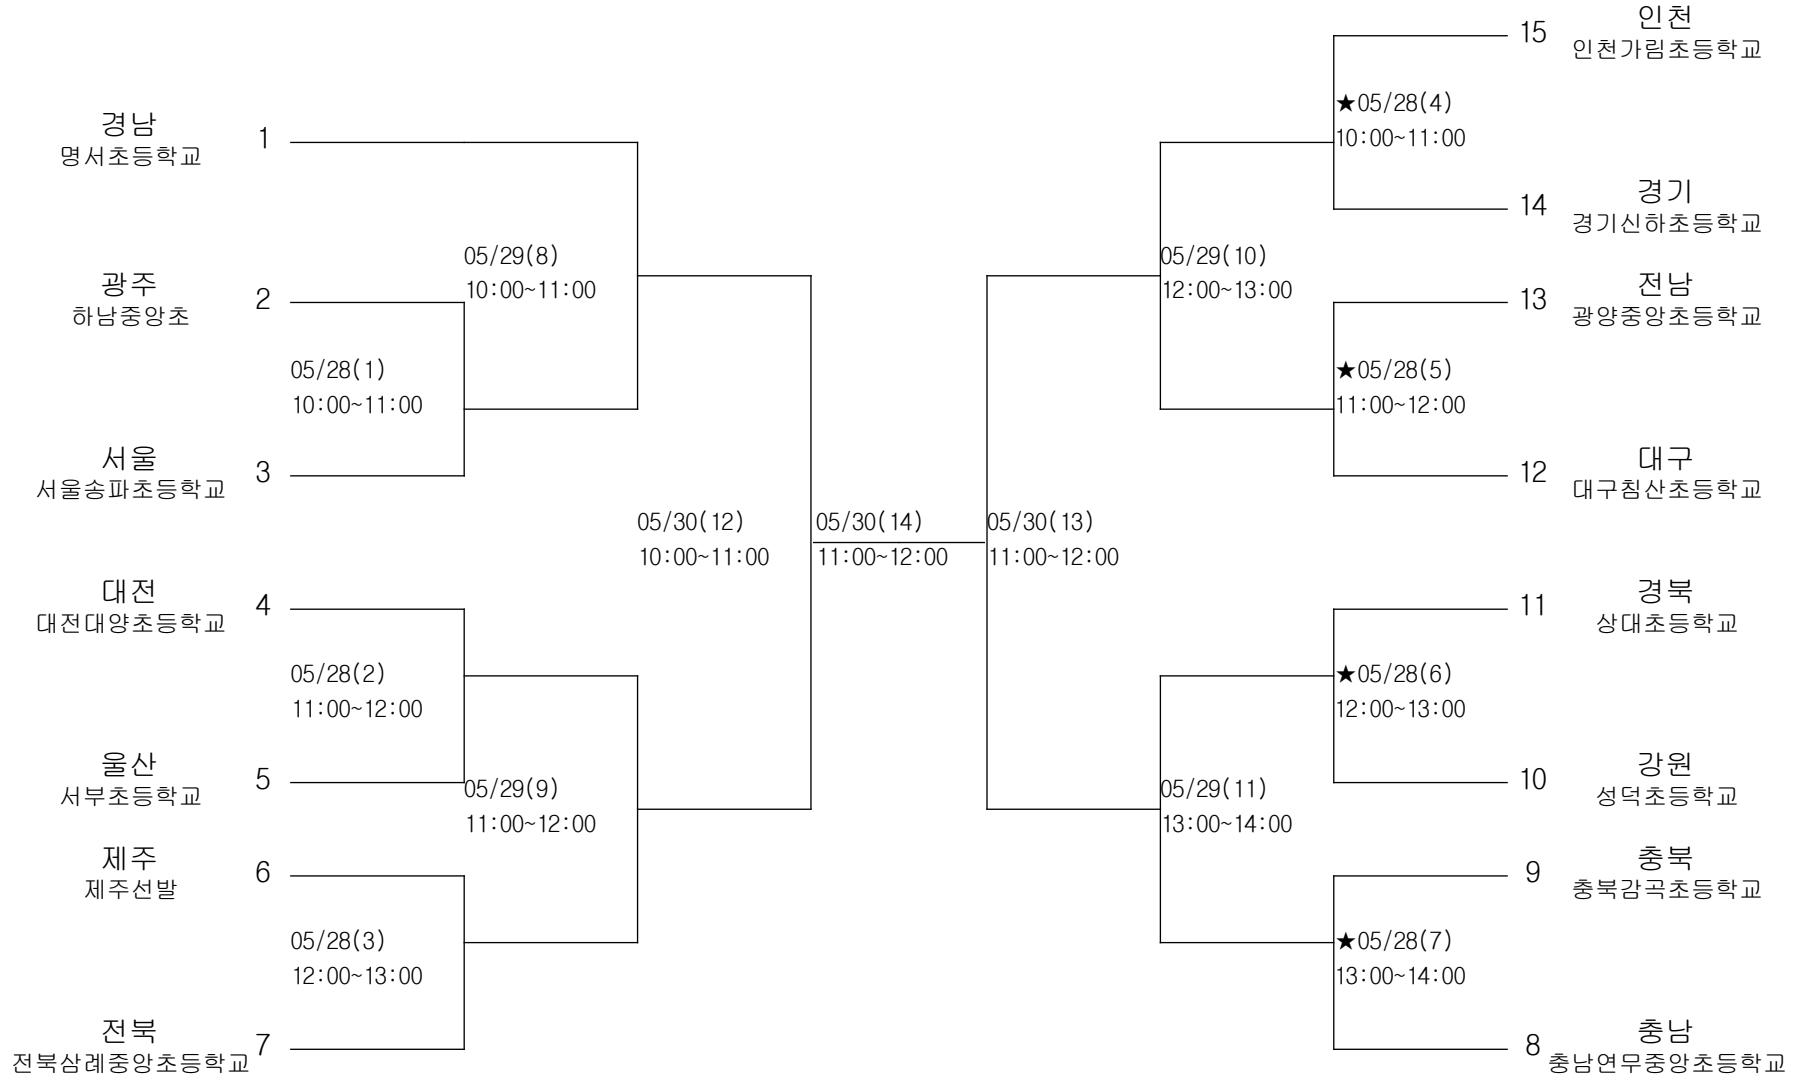 경남
명서초등학교
1
광주
하남중앙초
2
05/28(1)
10:00~11:00
서울
서울송파초등학교
3
05/29(8)
10:00~11:00
대전
대전대양초등학교
4
05/28(2)
11:00~12:00
울산
서부초등학교
5
제주
제주선발
6
05/28(3)
12:00~13:00
전북
전북삼례중앙초등학교
7
05/29(9)
11:00~12:00
05/30(12)
10:00~11:00
05/30(14)
11:00~12:00
05/30(13)
11:00~12:00
05/29(10)
12:00~13:00
05/29(11)
13:00~14:00
15
인천
인천가림초등학교
★05/28(4)
10:00~11:00
14
경기
경기신하초등학교
13
전남
광양중앙초등학교
★05/28(5)
11:00~12:00
12
대구
대구침산초등학교
11
경북
상대초등학교
★05/28(6)
12:00~13:00
10
강원
성덕초등학교
9
충북
충북감곡초등학교
★05/28(7)
13:00~14:00
8
충남
충남연무중앙초등학교